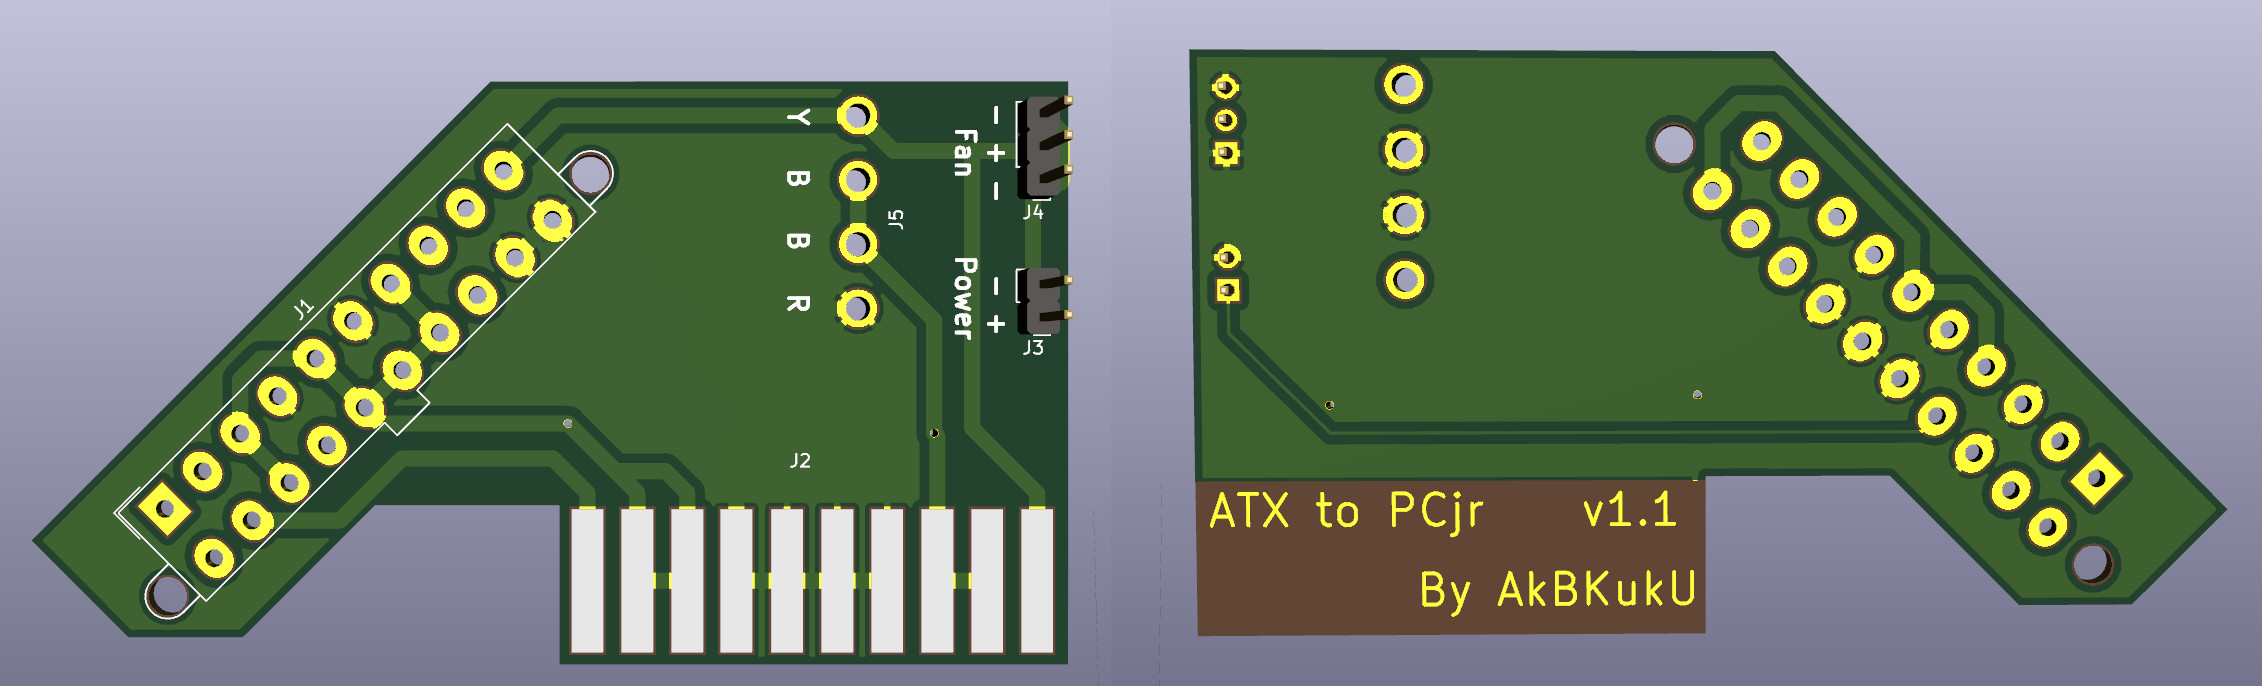 J1
Y
B
B
R
J5
Fan
-
+
-
J4
Power
-
+
J3
J2
ATX to PCjr v1.1
By AkBKukU